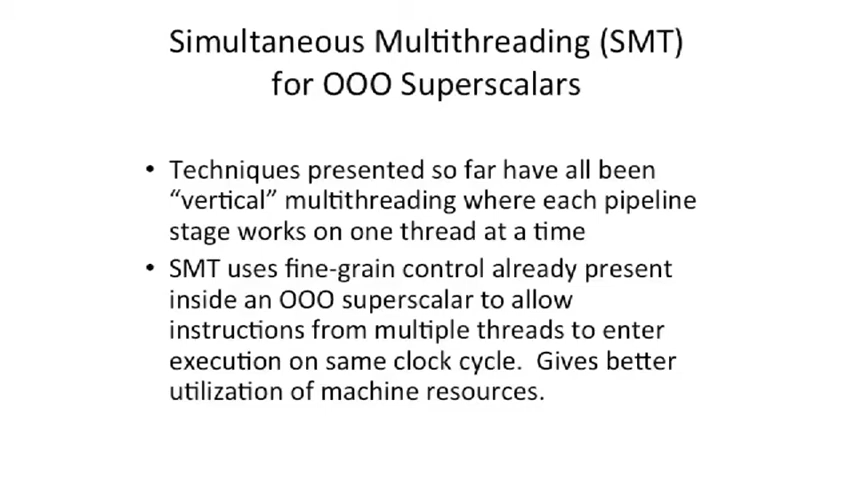 Simultaneous Multithreading (SMT)
for OOO Superscalars
• Techniques presented so far have all been
“vertical” multithreading where each pipeline
stage works on one thread at a time
• SMT uses fine-grain control already present
inside an OOO superscalar to allow
instructions from multiple threads to enter
execution on same clock cycle.  Gives better
utilization of machine resources.